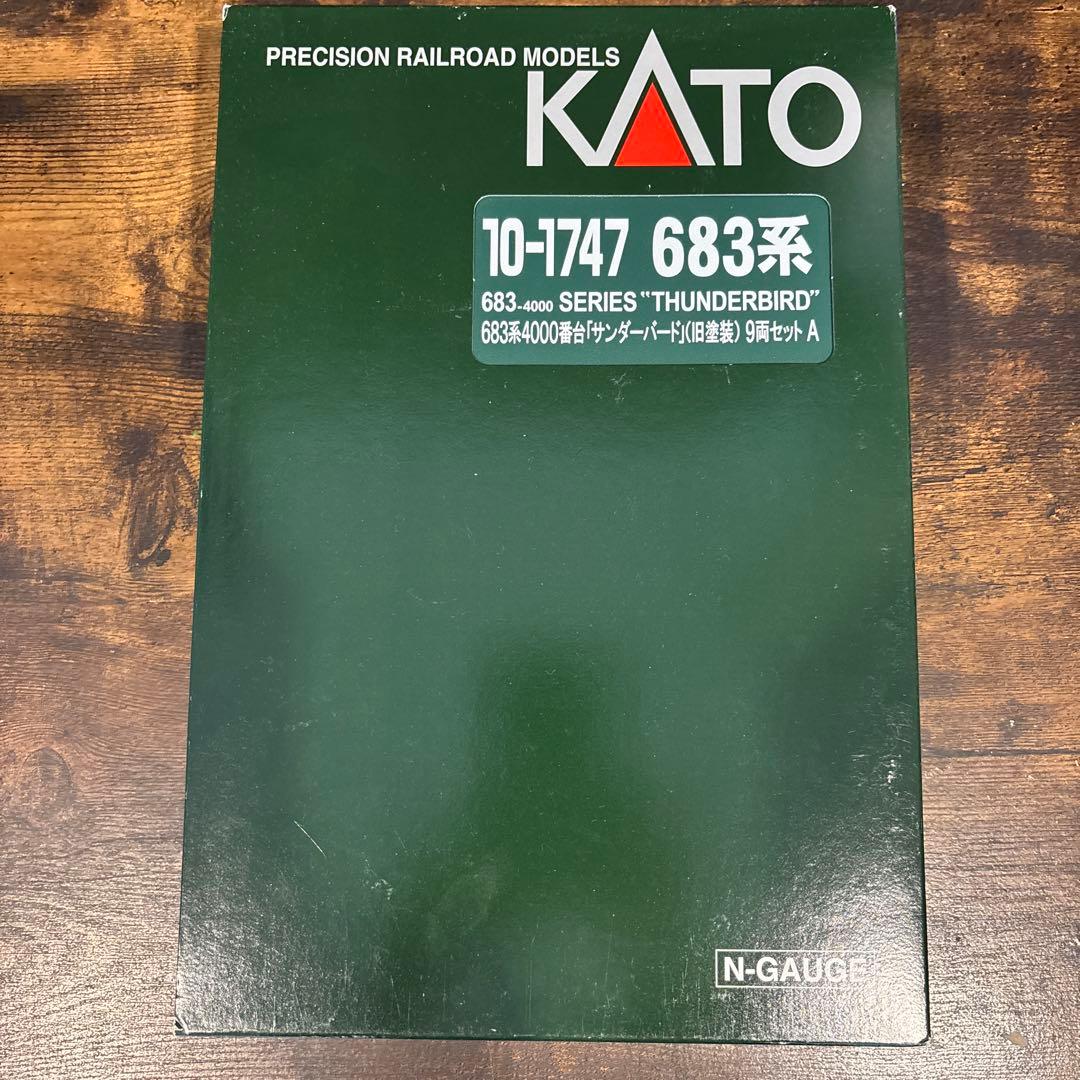 PRECISION RAILROAD MODELS
KATO
10-1747 683系
683-4000 SERIES "THUNDERBIRD"
683系4000番台｢サンダーバード｣(旧塗装) 9両セット A
N-GAUGE